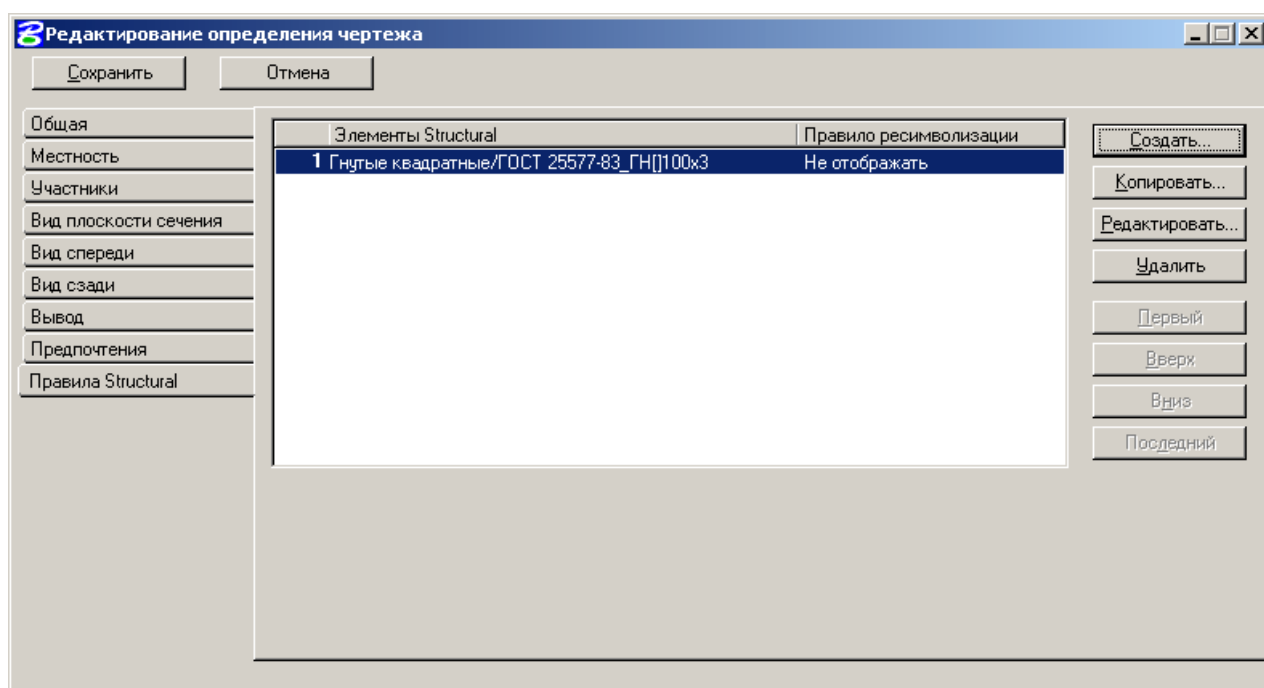 Редактирование определения чертежа
Сохранить
Отмена
Общая
Местность
Участники
Вид плоскости сечения
Вид спереди
Вид сзади
Вывод
Предпочтения
Правила Structural
Элементы Structural Правило ресимволизации
1 Гнутые квадратные/ГОСТ 25577-83_ГН[]100x3 Не отображать
Создать...
Копировать...
Редактировать...
Удалить
Первый
Вверх
Вниз
Последний